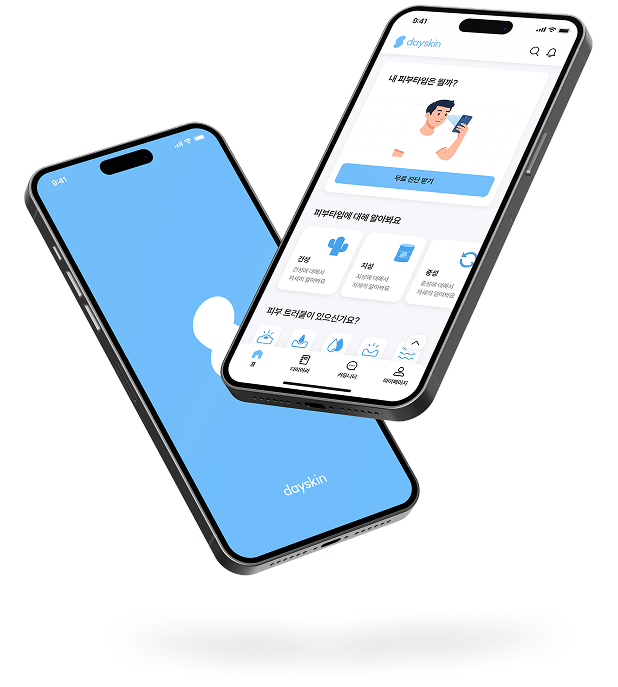 9:41
dayskin
내 피부타입은 뭘까?
무료 진단 받기
피부타입에 대해 알아봐요
건성
건성에 대해서
자세히 알아봐요
지성
지성에 대해서
자세히 알아봐요
중성
중성에 대해서
자세히 알아봐요
피부 트러블이 있으신가요?
홈
다이어리
커뮤니티
마이페이지
9:41
dayskin